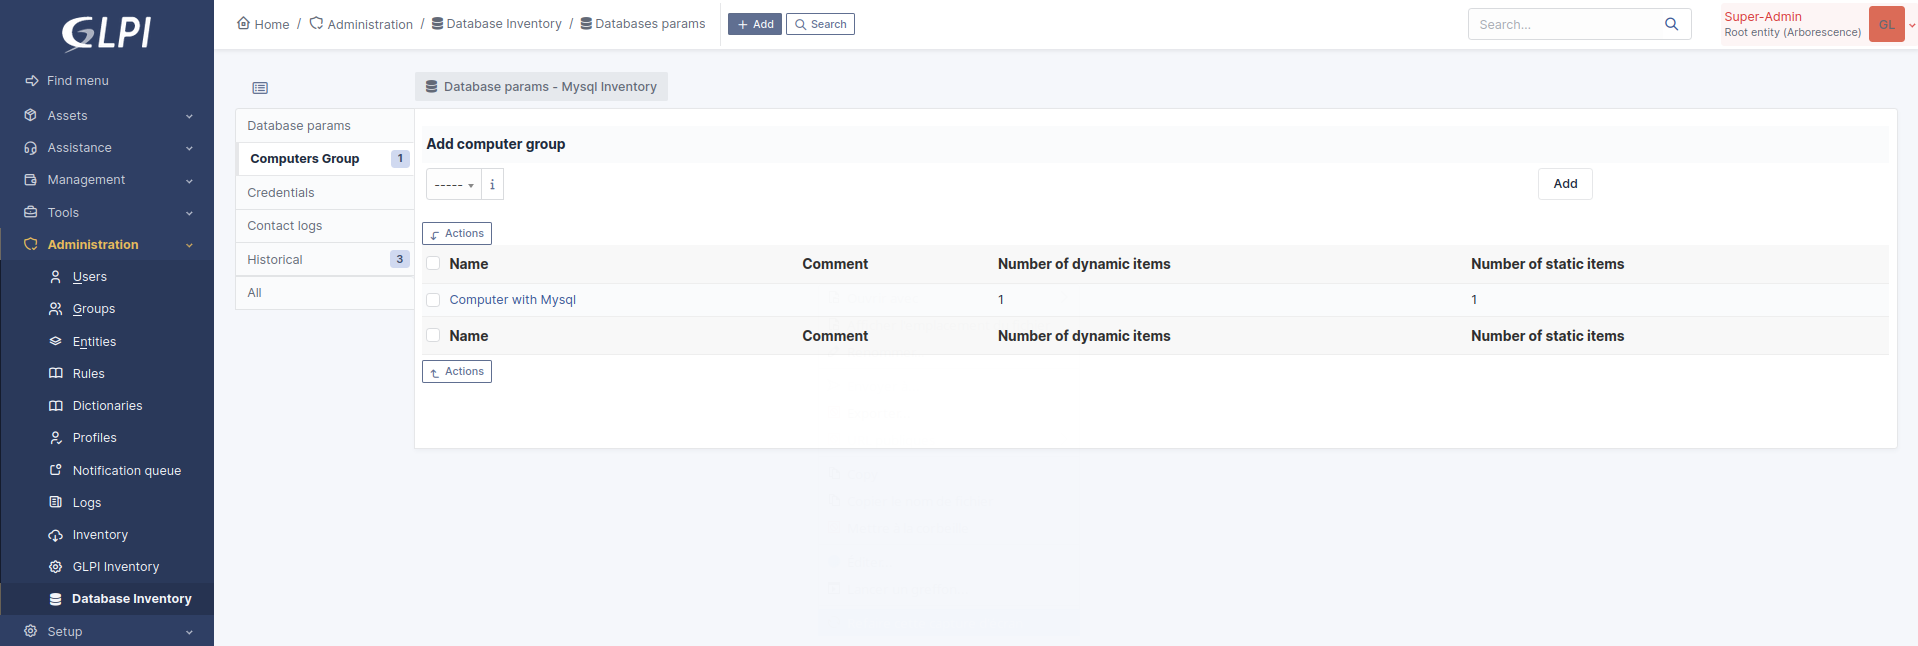 GLPI
Find menu
Assets
Assistance
Management
Tools
Administration
Users
Groups
Entities
Rules
Dictionaries
Profiles
Notification queue
Logs
Inventory
GLPI Inventory
Database Inventory
Setup
Home / Administration / Database Inventory / Databases params
+ Add
Search
Search...
Super-Admin
Root entity (Arborescence)
GL
Database params
Computers Group 1
Credentials
Contact logs
Historical 3
All
Database params - Mysql Inventory
Add computer group
----- i
Add
Actions
Name Comment Number of dynamic items Number of static items
Computer with Mysql 1 1
Name Comment Number of dynamic items Number of static items
Actions